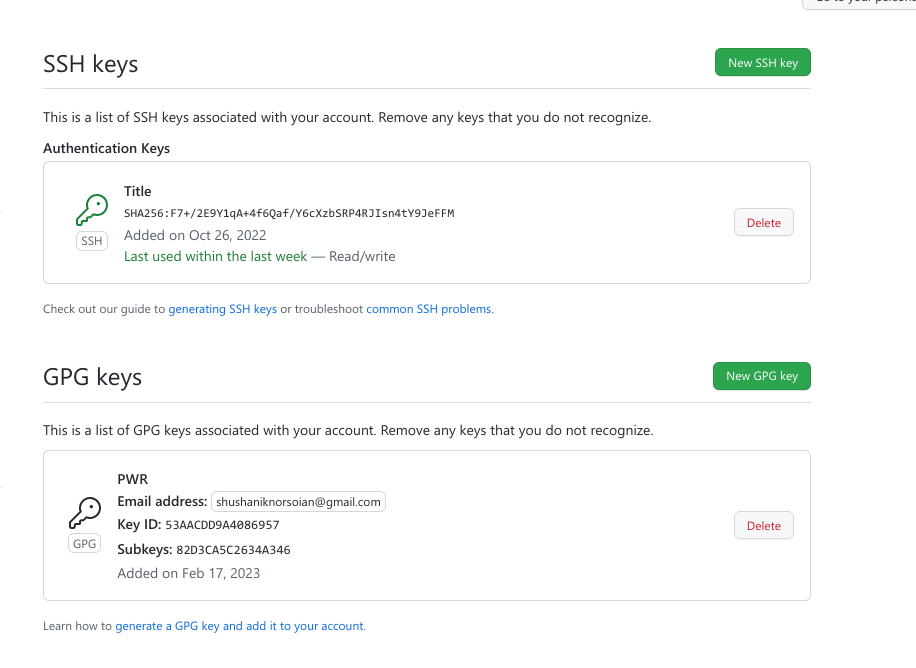 SSH keys
New SSH key
This is a list of SSH keys associated with your account. Remove any keys that you do not recognize.
Authentication Keys
Title
SHA256:F7+/2E9Y1qA+4f6Qaf/Y6cXzbSRP4RJIsn4tY9JeFFM
SSH
Added on Oct 26, 2022
Delete
Last used within the last week — Read/write
Check out our guide to generating SSH keys or troubleshoot common SSH problems.
GPG keys
New GPG key
This is a list of GPG keys associated with your account. Remove any keys that you do not recognize.
PWR
Email address: shushaniknorsoian@gmail.com
Key ID: 53AACDD9A4086957
GPG
Subkeys: 82D3CA5C2634A346
Delete
Added on Feb 17, 2023
Learn how to generate a GPG key and add it to your account.